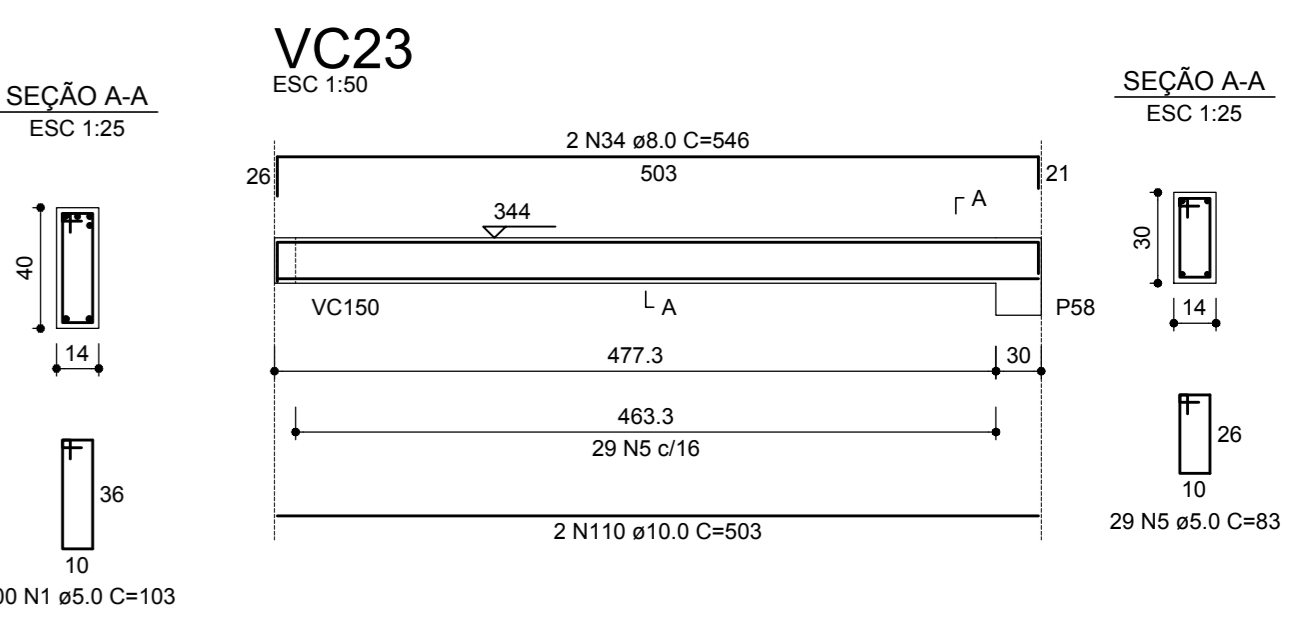 SEÇÃO A-A
ESC 1:25
40
14
36
10
N1 ø5.0 C=103
VC23
ESC 1:50
2 N34 ø8.0 C=546
26
503
21
A
344
VC150
A
P58
477.3
30
463.3
29 N5 c/16
2 N110 ø10.0 C=503
SEÇÃO A-A
ESC 1:25
30
14
26
10
29 N5 ø5.0 C=83